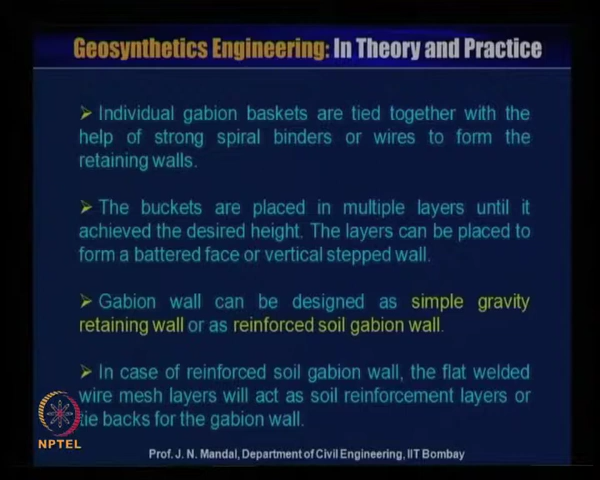 Geosynthetics Engineering: In Theory and Practice
➢ Individual gabion baskets are tied together with the
help of strong spiral binders or wires to form the
retaining walls.
➢ The buckets are placed in multiple layers until it
achieved the desired height. The layers can be placed to
form a battered face or vertical stepped wall.
➢ Gabion wall can be designed as simple gravity
retaining wall or as reinforced soil gabion wall.
➢ In case of reinforced soil gabion wall, the flat welded
wire mesh layers will act as soil reinforcement layers or
tie backs for the gabion wall.
NPTEL
Prof. J. N. Mandal, Department of Civil Engineering, IIT Bombay